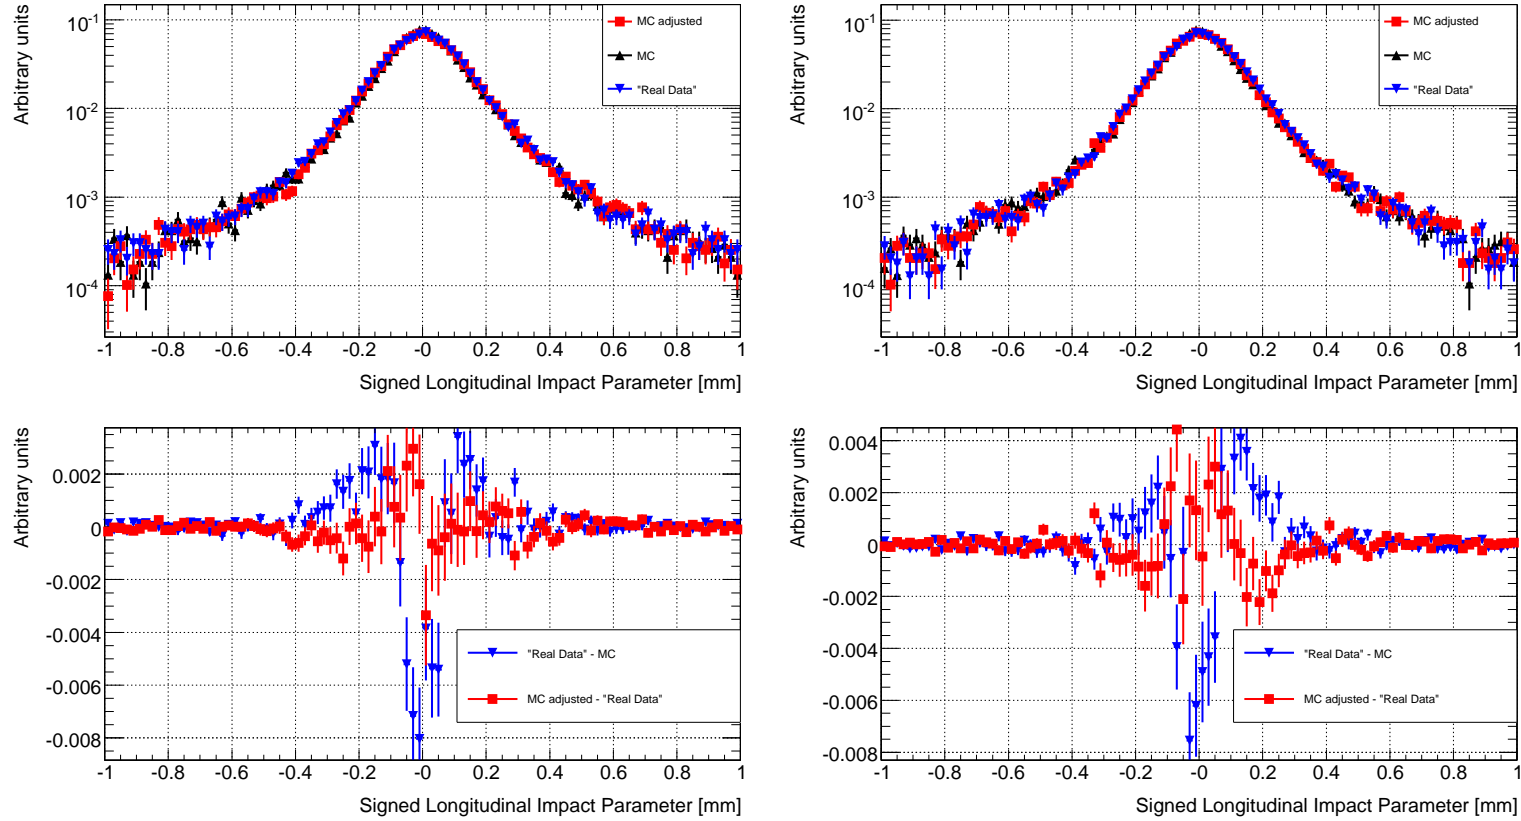 Arbitrary units
10-1
10-2
10-3
10-4
MC adjusted
MC
"Real Data"
-1 -0.8 -0.6 -0.4 -0.2 -0 0.2 0.4 0.6 0.8 1
Signed Longitudinal Impact Parameter [mm]
Arbitrary units
10-1
10-2
10-3
10-4
MC adjusted
MC
"Real Data"
-1 -0.8 -0.6 -0.4 -0.2 -0 0.2 0.4 0.6 0.8 1
Signed Longitudinal Impact Parameter [mm]
Arbitrary units
0.002
0
-0.002
-0.004
-0.006
-0.008
"Real Data" - MC
MC adjusted - "Real Data"
-1 -0.8 -0.6 -0.4 -0.2 -0 0.2 0.4 0.6 0.8 1
Signed Longitudinal Impact Parameter [mm]
Arbitrary units
0.004
0.002
0
-0.002
-0.004
-0.006
-0.008
"Real Data" - MC
MC adjusted - "Real Data"
-1 -0.8 -0.6 -0.4 -0.2 -0 0.2 0.4 0.6 0.8 1
Signed Longitudinal Impact Parameter [mm]